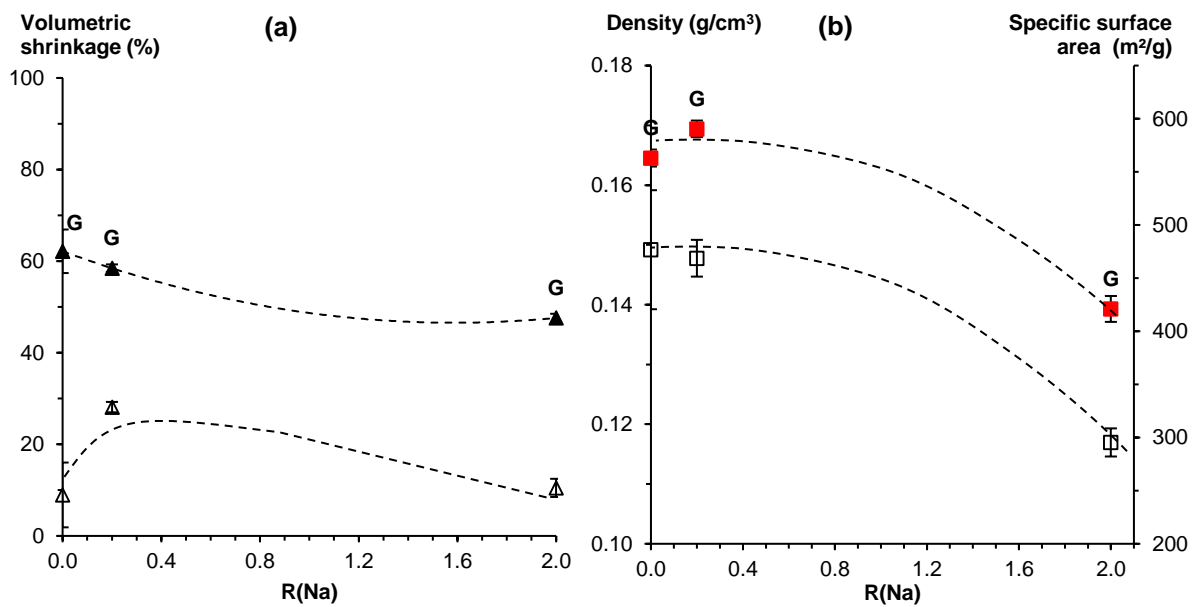 Volumetric
shrinkage (%)
(a)
100
80
60
40
20
0
G
G
G
0.0 0.4 0.8 1.2 1.6 2.0
R(Na)
Density (g/cm³)
(b)
Specific surface
area (m²/g)
0.18
0.16
0.14
0.12
0.10
G
G
G
600
500
400
300
200
0.0 0.4 0.8 1.2 1.6 2.0
R(Na)